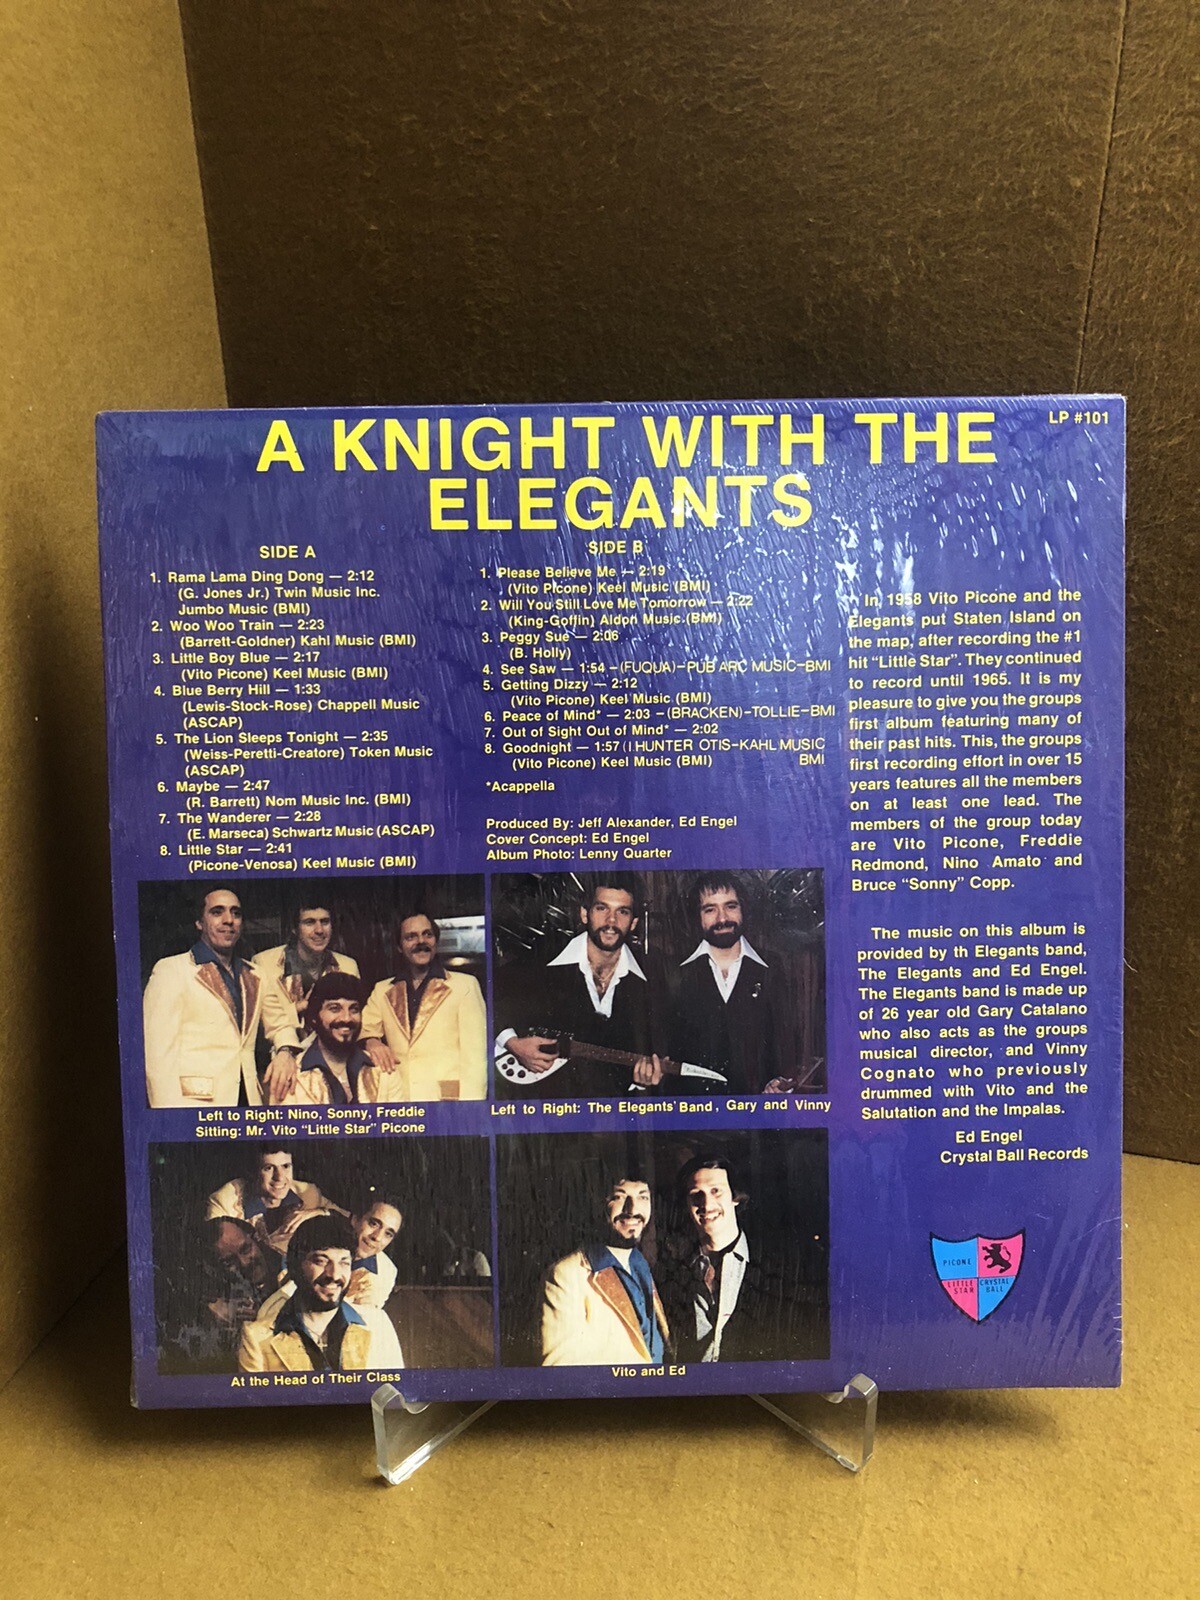 LP #101
A KNIGHT WITH THE
ELEGANTS
SIDE A
1. Rama Lama Ding Dong — 2:12
(G. Jones Jr.) Twin Music Inc.
Jumbo Music (BMI)
2. Woo Woo Train — 2:23
(Barrett-Goldner) Kahl Music (BMI)
3. Little Boy Blue — 2:17
(Vito Picone) Keel Music (BMI)
4. Blue Berry Hill — 1:33
(Lewis-Stock-Rose) Chappell Music
(ASCAP)
5. The Lion Sleeps Tonight — 2:35
(Weiss-Peretti-Creatore) Token Music
(ASCAP)
6. Maybe — 2:47
(R. Barrett) Nom Music Inc. (BMI)
7. The Wanderer — 2:28
(E. Marseca) Schwartz Music (ASCAP)
8. Little Star — 2:41
(Picone-Venosa) Keel Music (BMI)
SIDE B
1. Please Believe Me — 2:19
(Vito Picone) Keel Music (BMI)
2. Will You Still Love Me Tomorrow — 2:22
(King-Goffin) Aldon Music (BMI)
3. Peggy Sue — 2:06
(B. Holly)
4. See Saw — 1:54 –(FUQUA)–PUB ARC MUSIC–BMI
5. Getting Dizzy — 2:12
(Vito Picone) Keel Music (BMI)
6. Peace of Mind* — 2:03 –(BRACKEN)–TOLLIE–BMI
7. Out of Sight Out of Mind* — 2:02
8. Goodnight — 1:57 (I HUNTER OTIS–KAHL MUSIC
(Vito Picone) Keel Music (BMI) BMI
*Acappella
Produced By: Jeff Alexander, Ed Engel
Cover Concept: Ed Engel
Album Photo: Lenny Quarter
In 1958 Vito Picone and the
Elegants put Staten Island on
the map, after recording the #1
hit “Little Star”. They continued
to record until 1965. It is my
pleasure to give you the groups
first album featuring many of
their past hits. This, the groups
first recording effort in over 15
years features all the members
on at least one lead. The
members of the group today
are Vito Picone, Freddie
Redmond, Nino Amato and
Bruce “Sonny” Copp.
The music on this album is
provided by th Elegants band,
The Elegants and Ed Engel.
The Elegants band is made up
of 26 year old Gary Catalano
who also acts as the groups
musical director, and Vinny
Cognato who previously
drummed with Vito and the
Salutation and the Impalas.
Ed Engel
Crystal Ball Records
Left to Right: Nino, Sonny, Freddie
Sitting: Mr. Vito “Little Star” Picone
Left to Right: The Elegants' Band, Gary and Vinny
At the Head of Their Class
Vito and Ed
PICONE
LITTLE
STAR
CRYSTAL
BALL